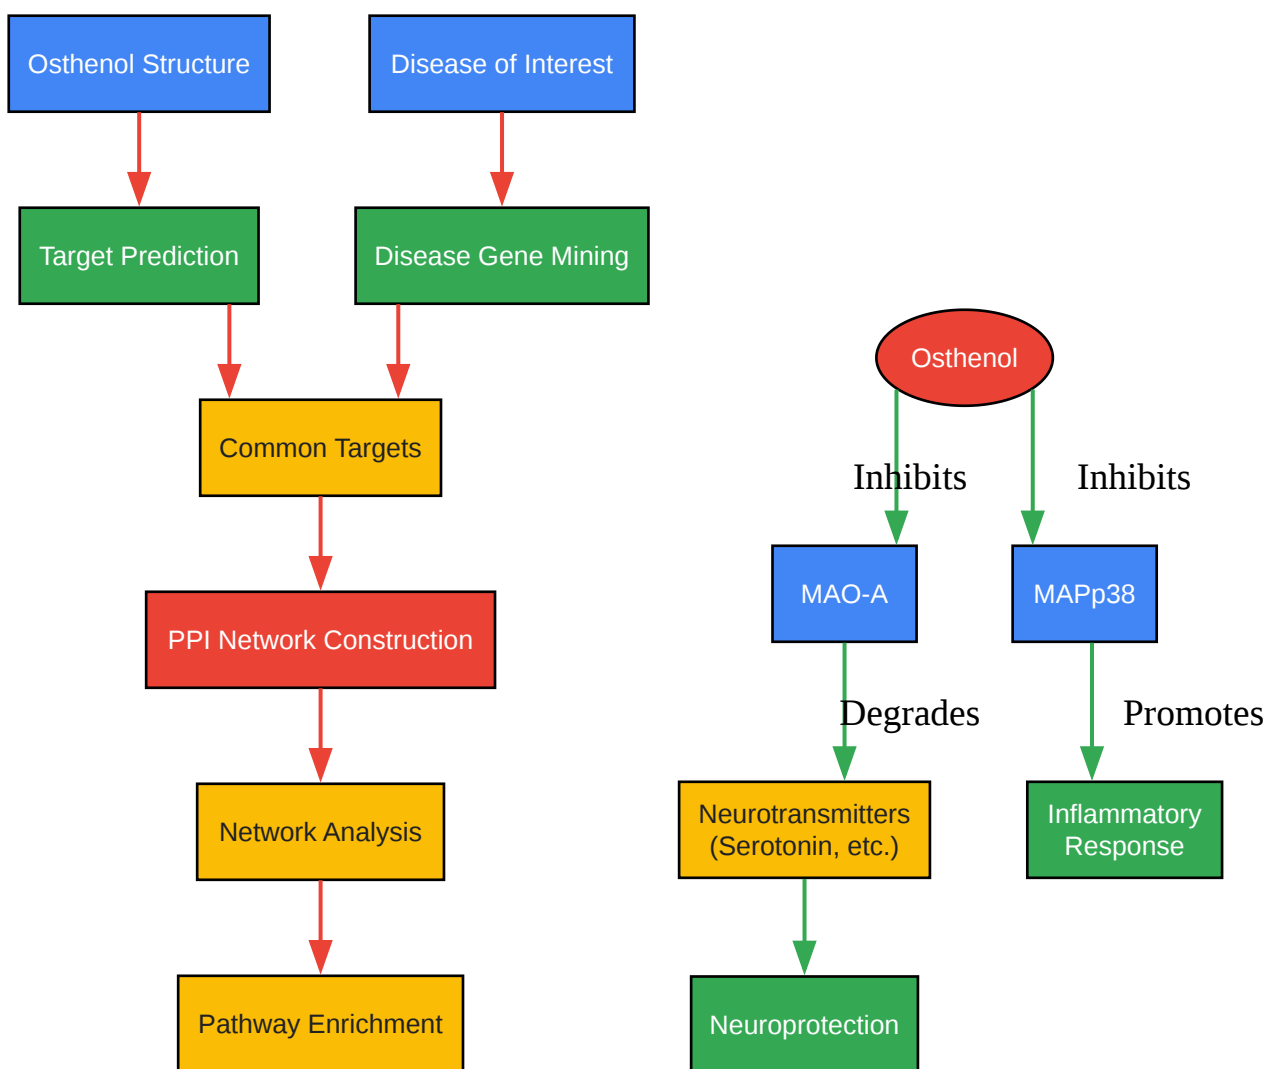 Osthenol Structure
Disease of Interest
Target Prediction
Disease Gene Mining
Common Targets
PPI Network Construction
Network Analysis
Pathway Enrichment
Osthenol
Inhibits
Inhibits
MAO-A
MAPp38
Degrades
Promotes
Neurotransmitters
(Serotonin, etc.)
Inflammatory
Response
Neuroprotection